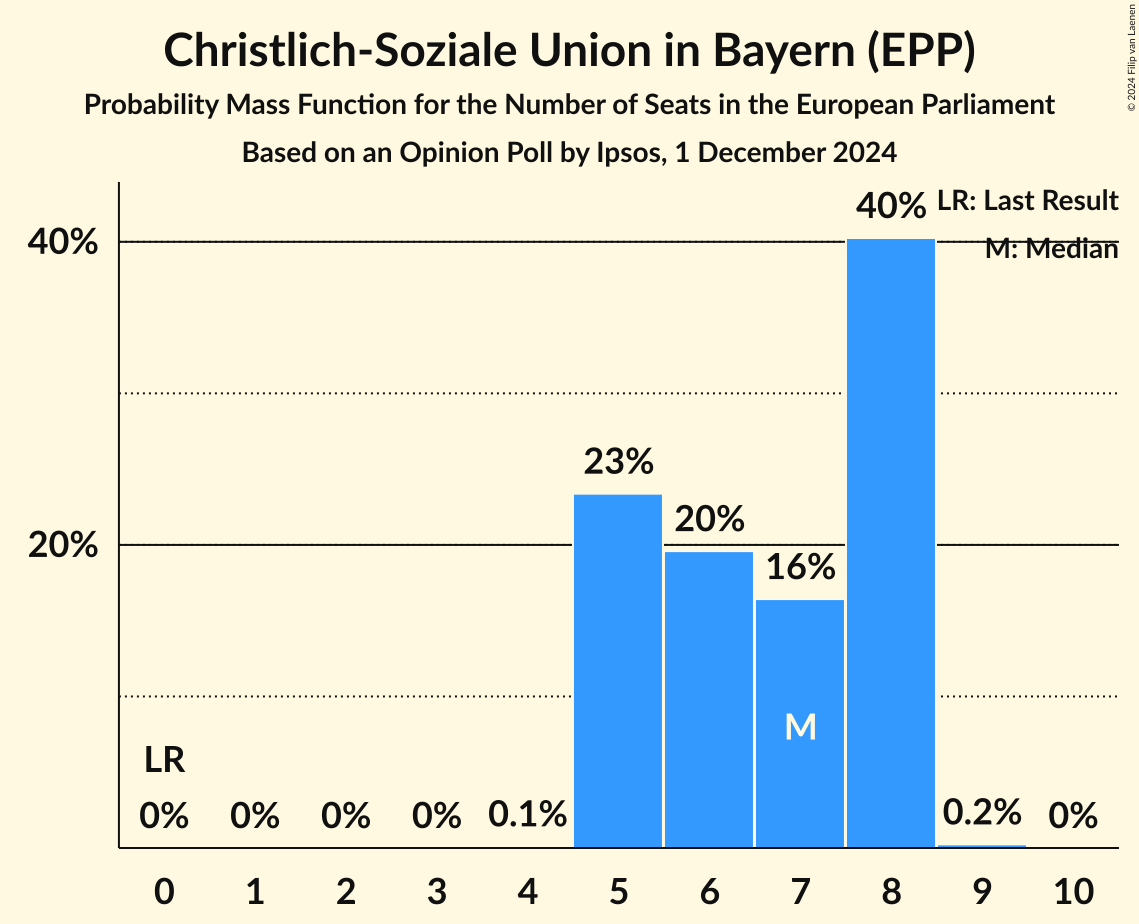 Christlich-Soziale Union in Bayern (EPP)
Probability Mass Function for the Number of Seats in the European Parliament
Based on an Opinion Poll by Ipsos, 1 December 2024
© 2024 Filip van Laenen
LR: Last Result
M: Median
40%
20%
LR
0%
0%
0%
0%
0.1%
23%
20%
16%
M
40%
0.2%
0%
0 1 2 3 4 5 6 7 8 9 10